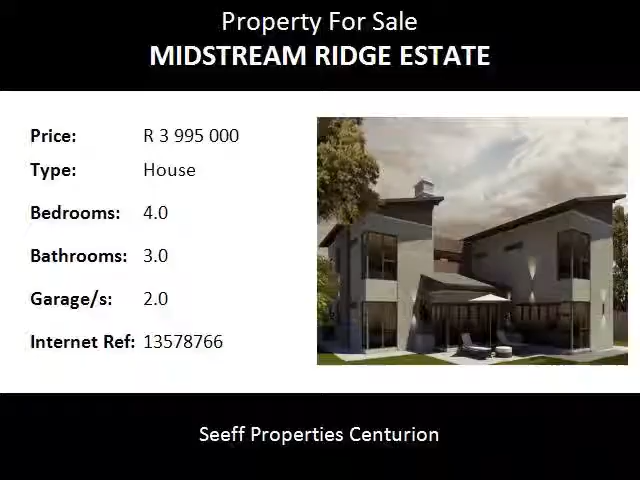 Property For Sale
MIDSTREAM RIDGE ESTATE
Price: R 3 995 000
Type: House
Bedrooms: 4.0
Bathrooms: 3.0
Garage/s: 2.0
Internet Ref: 13578766
Seeff Properties Centurion